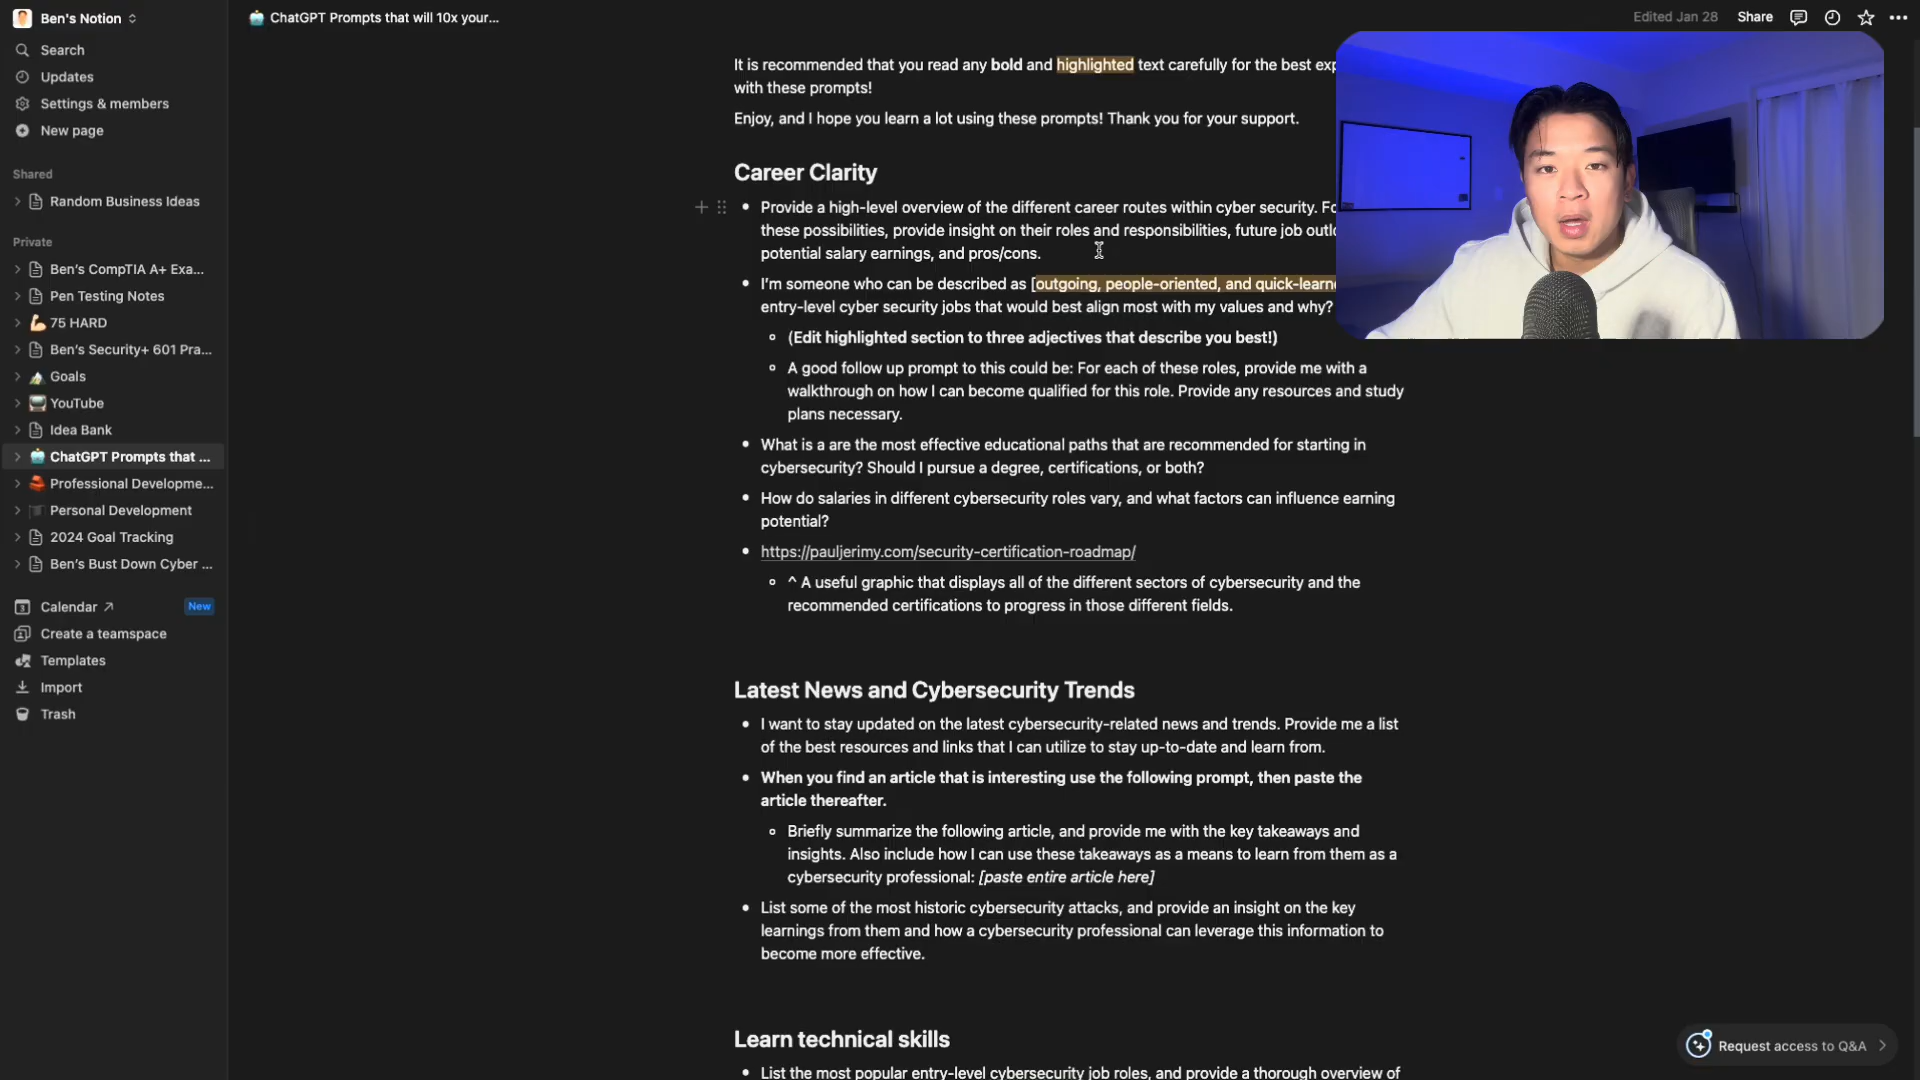 Ben's Notion
Search
Updates
Settings & members
New page
Shared
Random Business Ideas
Private
Ben's CompTIA A+ Exa...
Pen Testing Notes
75 HARD
Ben's Security+ 601 Pra...
Goals
YouTube
Idea Bank
ChatGPT Prompts that ...
Professional Developme...
Personal Development
2024 Goal Tracking
Ben's Bust Down Cyber ...
Calendar ↗ New
Create a teamspace
Templates
Import
Trash
ChatGPT Prompts that will 10x your...
Edited Jan 28 Share
It is recommended that you read any bold and highlighted text carefully for the best
with these prompts!
Enjoy, and I hope you learn a lot using these prompts! Thank you for your support.
Career Clarity
• Provide a high-level overview of the different career routes within cyber security.
these possibilities, provide insight on their roles and responsibilities, future job
potential salary earnings, and pros/cons.
• I'm someone who can be described as [outgoing, people-oriented, and
entry-level cyber security jobs that would best align most with my values and why?
◦ (Edit highlighted section to three adjectives that describe you best!)
◦ A good follow up prompt to this could be: For each of these roles, provide me with a
walkthrough on how I can become qualified for this role. Provide any resources and study
plans necessary.
• What is a are the most effective educational paths that are recommended for starting in
cybersecurity? Should I pursue a degree, certifications, or both?
• How do salaries in different cybersecurity roles vary, and what factors can influence earning
potential?
• https://pauljerimy.com/security-certification-roadmap/
◦ ^ A useful graphic that displays all of the different sectors of cybersecurity and the
recommended certifications to progress in those different fields.
Latest News and Cybersecurity Trends
• I want to stay updated on the latest cybersecurity-related news and trends. Provide me a list
of the best resources and links that I can utilize to stay up-to-date and learn from.
• When you find an article that is interesting use the following prompt, then paste the
article thereafter.
◦ Briefly summarize the following article, and provide me with the key takeaways and
insights. Also include how I can use these takeaways as a means to learn from them as a
cybersecurity professional: [paste entire article here]
• List some of the most historic cybersecurity attacks, and provide an insight on the key
learnings from them and how a cybersecurity professional can leverage this information to
become more effective.
Learn technical skills
• List the most popular entry-level cybersecurity job roles, and provide a thorough overview of
Request access to Q&A